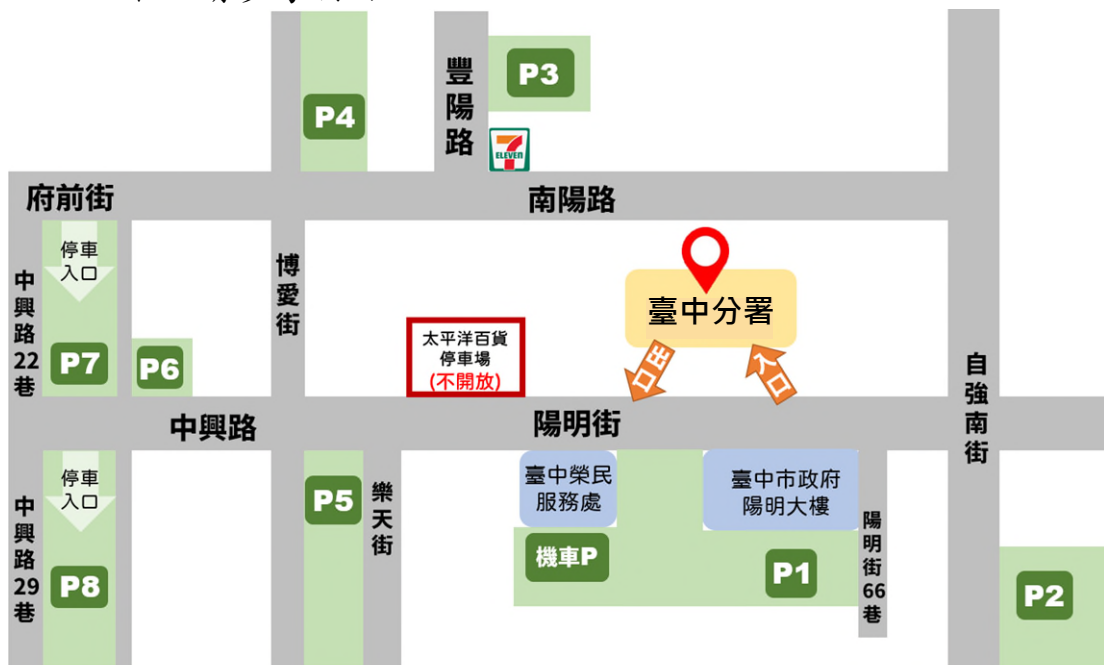 P3
豐陽路
P4
7
ELEVEN
府前街
南陽路
停車
入口
中興路22巷
博愛街
臺中分署
太平洋百貨
停車場
(不開放)
出口
入口
P7
P6
自強南街
中興路
陽明街
停車
入口
中興路29巷
P5
樂天街
臺中榮民
服務處
臺中市政府
陽明大樓
陽明街66巷
機車P
P1
P8
P2